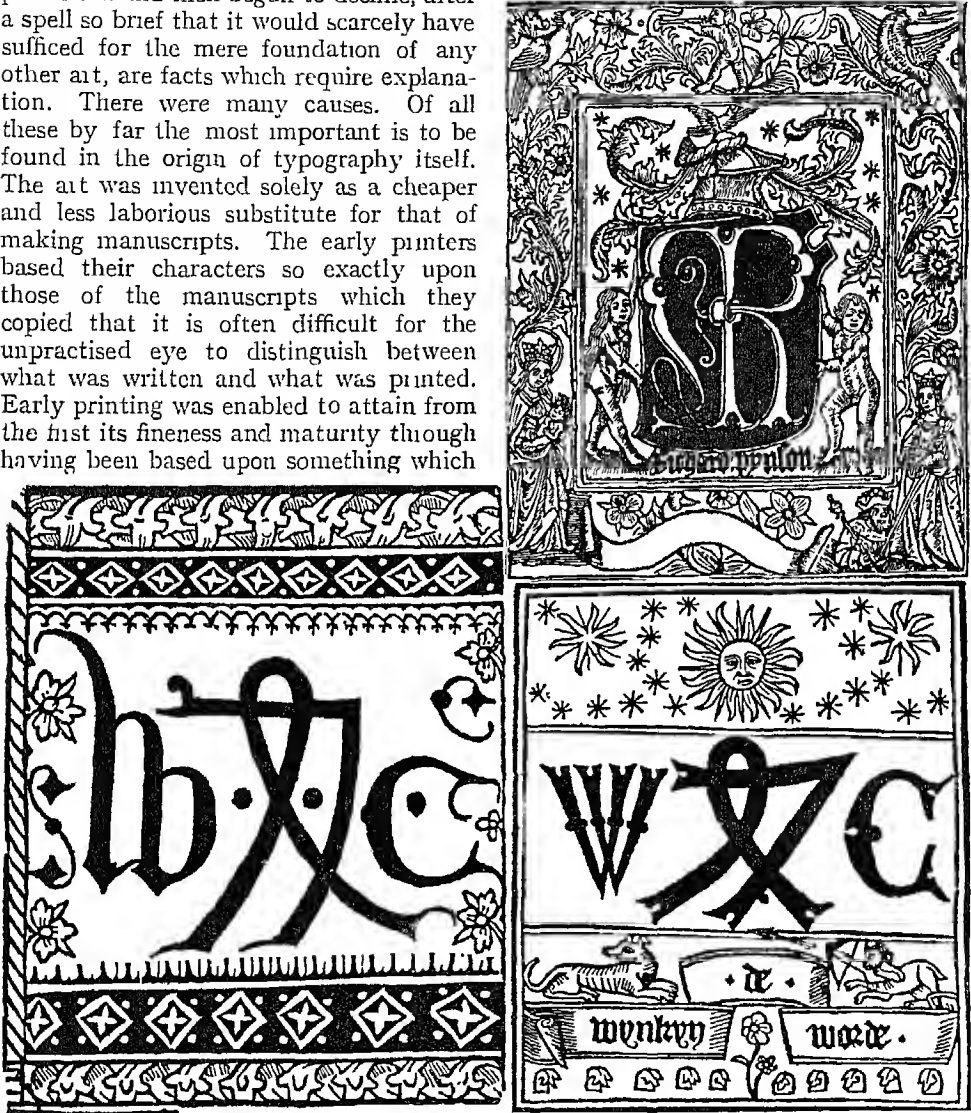 a spell so brief that it would scarcely have
sufficed for the mere foundation of any
other art, are facts which require explana-
tion. There were many causes. Of all
these by far the most important is to be
found in the origin of typography itself.
The art was invented solely as a cheaper
and less laborious substitute for that of
making manuscripts. The early printers
based their characters so exactly upon
those of the manuscripts which they
copied that it is often difficult for the
unpractised eye to distinguish between
what was written and what was printed.
Early printing was enabled to attain from
the first its fineness and maturity through
having been based upon something which
Richard pynson
W C
W C
de
wynkyn worde.